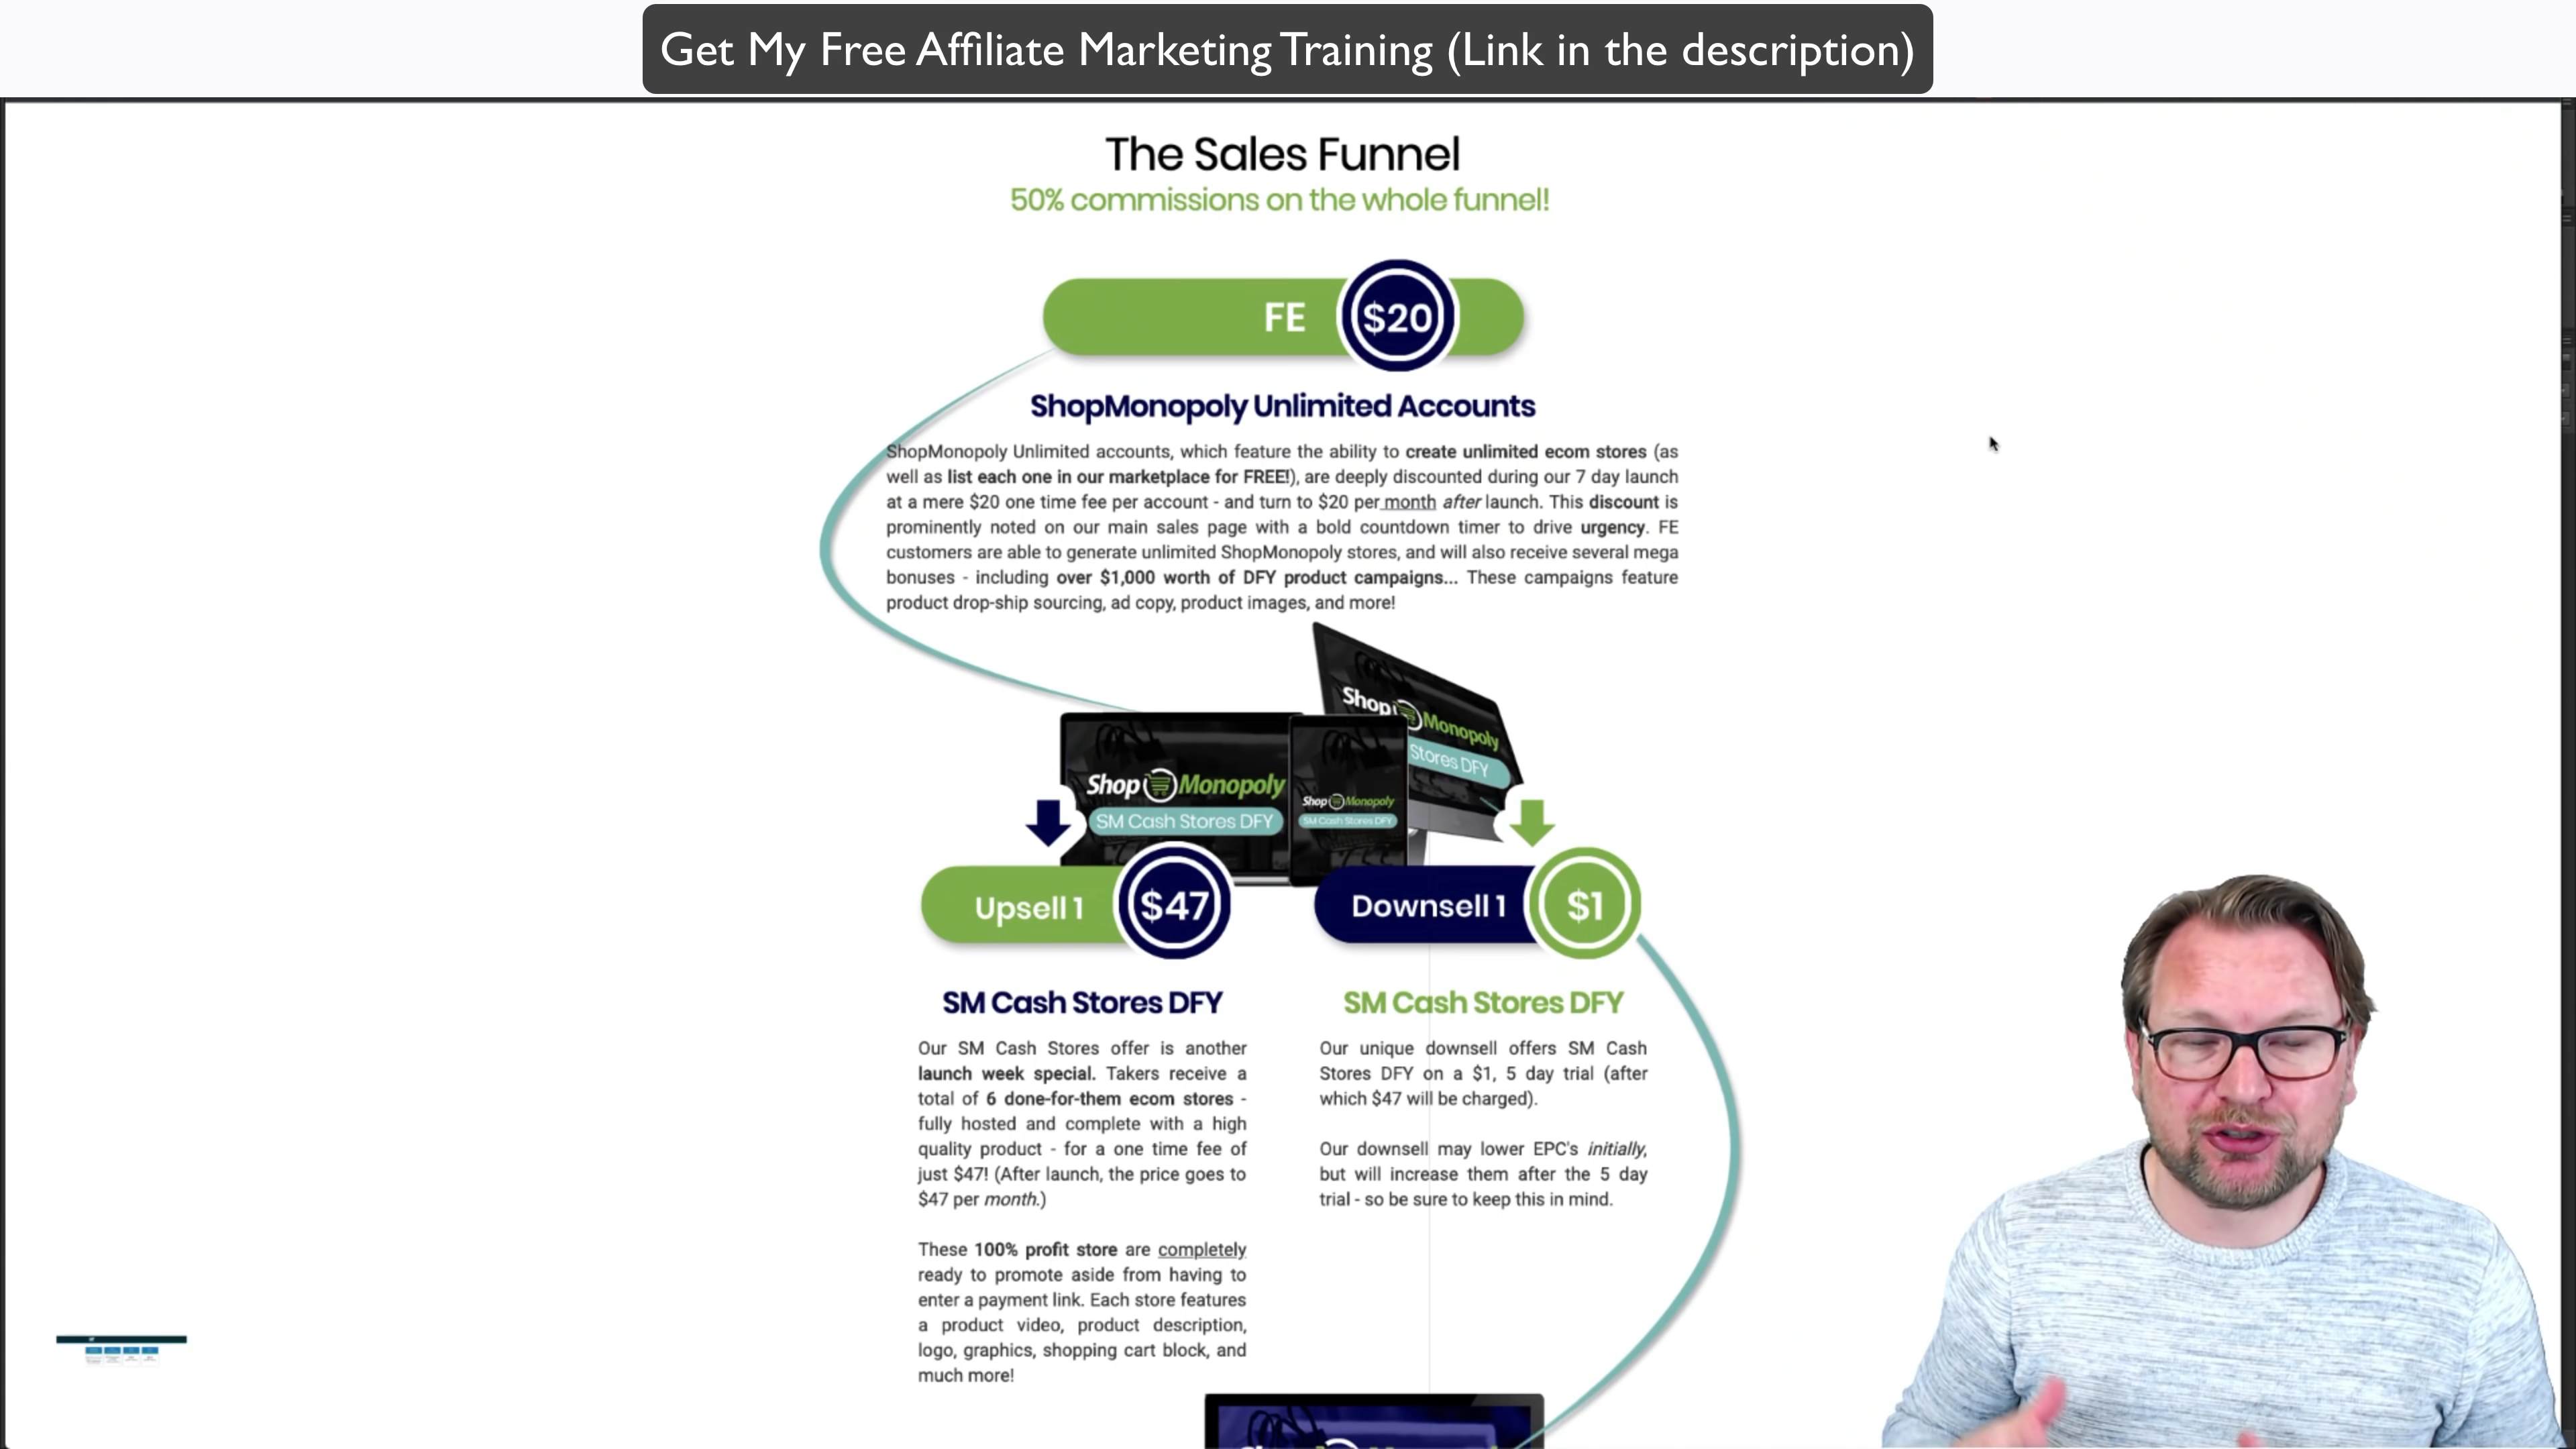 Get My Free Affiliate Marketing Training (Link in the description)
The Sales Funnel
50% commissions on the whole funnel!
FE
$20
ShopMonopoly Unlimited Accounts
ShopMonopoly Unlimited accounts, which feature the ability to create unlimited ecom stores (as
well as list each one in our marketplace for FREE!), are deeply discounted during our 7 day launch
at a mere $20 one time fee per account - and turn to $20 per month after launch. This discount is
prominently noted on our main sales page with a bold countdown timer to drive urgency. FE
customers are able to generate unlimited ShopMonopoly stores, and will also receive several mega
bonuses - including over $1,000 worth of DFY product campaigns... These campaigns feature
product drop-ship sourcing, ad copy, product images, and more!
Shop Monopoly
Stores DFY
Shop Monopoly
SM Cash Stores DFY
Shop Monopoly
SM Cash Stores DFY
Upsell 1
$47
SM Cash Stores DFY
Our SM Cash Stores offer is another
launch week special. Takers receive a
total of 6 done-for-them ecom stores -
fully hosted and complete with a high
quality product - for a one time fee of
just $47! (After launch, the price goes to
$47 per month.)
These 100% profit store are completely
ready to promote aside from having to
enter a payment link. Each store features
a product video, product description,
logo, graphics, shopping cart block, and
much more!
Downsell 1
$1
SM Cash Stores DFY
Our unique downsell offers SM Cash
Stores DFY on a $1, 5 day trial (after
which $47 will be charged).
Our downsell may lower EPC's initially,
but will increase them after the 5 day
trial - so be sure to keep this in mind.